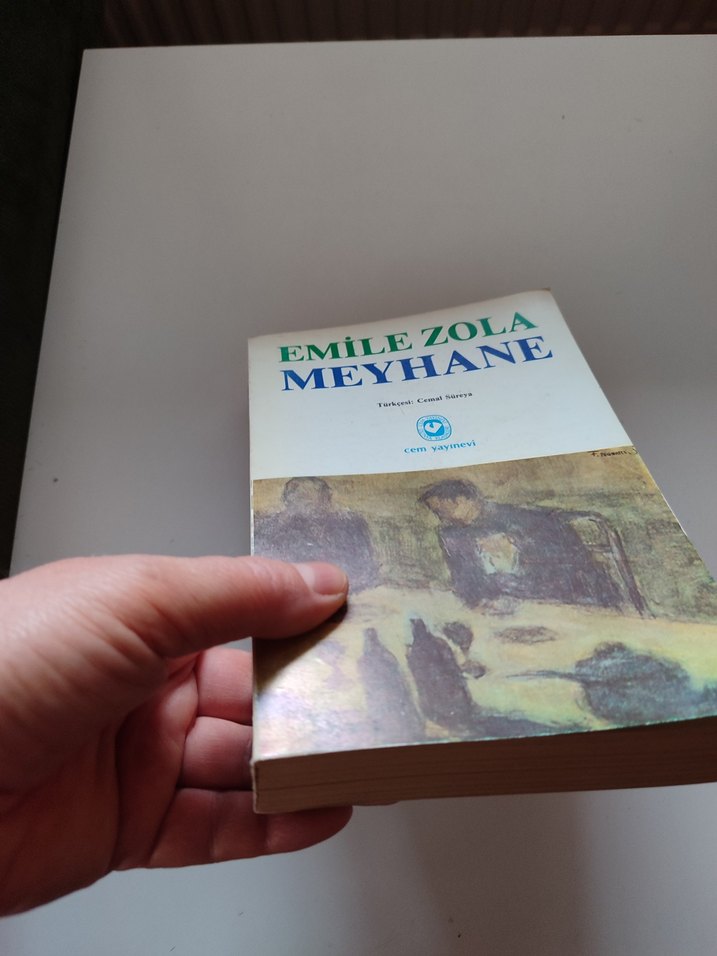 EMİLE ZOLA
MEYHANE
Türkçesi: Cemal Süreya
cem yayınevi